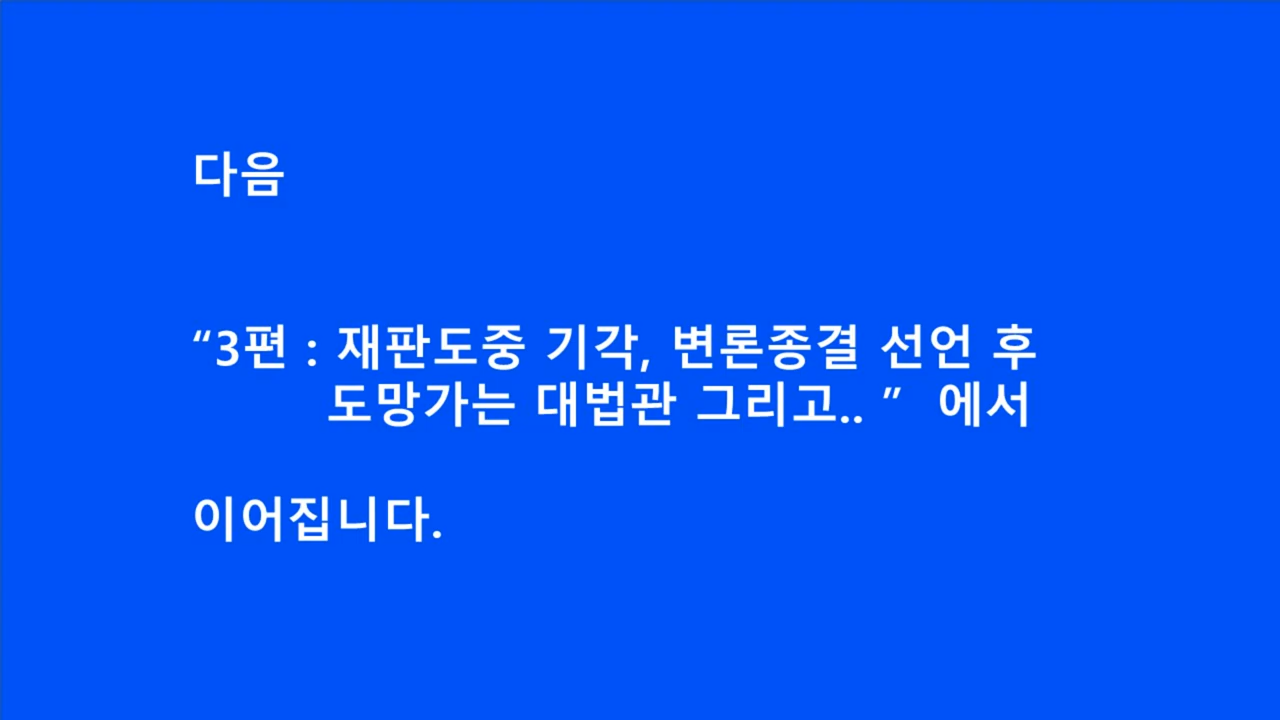 다음
“3편 : 재판도중 기각, 변론종결 선언 후
도망가는 대법관 그리고.. ” 에서
이어집니다.